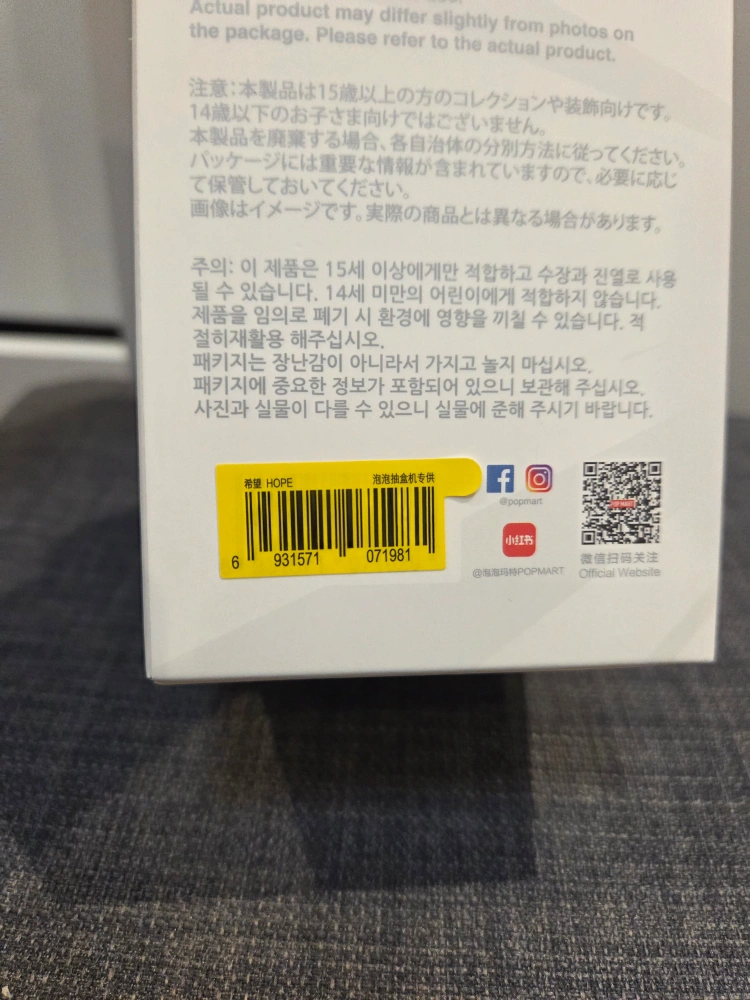 Actual product may differ slightly from photos on
the package. Please refer to the actual product.
注意：本製品は15歳以上の方のコレクションや装飾向けです。
14歳以下のお子さま向けではございません。
本製品を廃棄する場合、各自治体の分別方法に従ってください。
パッケージには重要な情報が含まれていますので、必要に応じ
て保管しておいてください。
画像はイメージです。実際の商品とは異なる場合があります。
주의: 이 제품은 15세 이상에게만 적합하고 수장과 진열로 사용
될 수 있습니다. 14세 미만의 어린이에게 적합하지 않습니다.
제품을 임의로 폐기 시 환경에 영향을 끼칠 수 있습니다. 적
절히재활용 해주십시오.
패키지는 장난감이 아니라서 가지고 놀지 마십시오.
패키지에 중요한 정보가 포함되어 있으니 보관해 주십시오.
사진과 실물이 다를 수 있으니 실물에 준해 주시기 바랍니다.
希望 HOPE 泡泡抽盒机专供
6 931571 071981
@popmart
小红书
@泡泡玛特POPMART
POP MART
微信扫码关注
Official Website